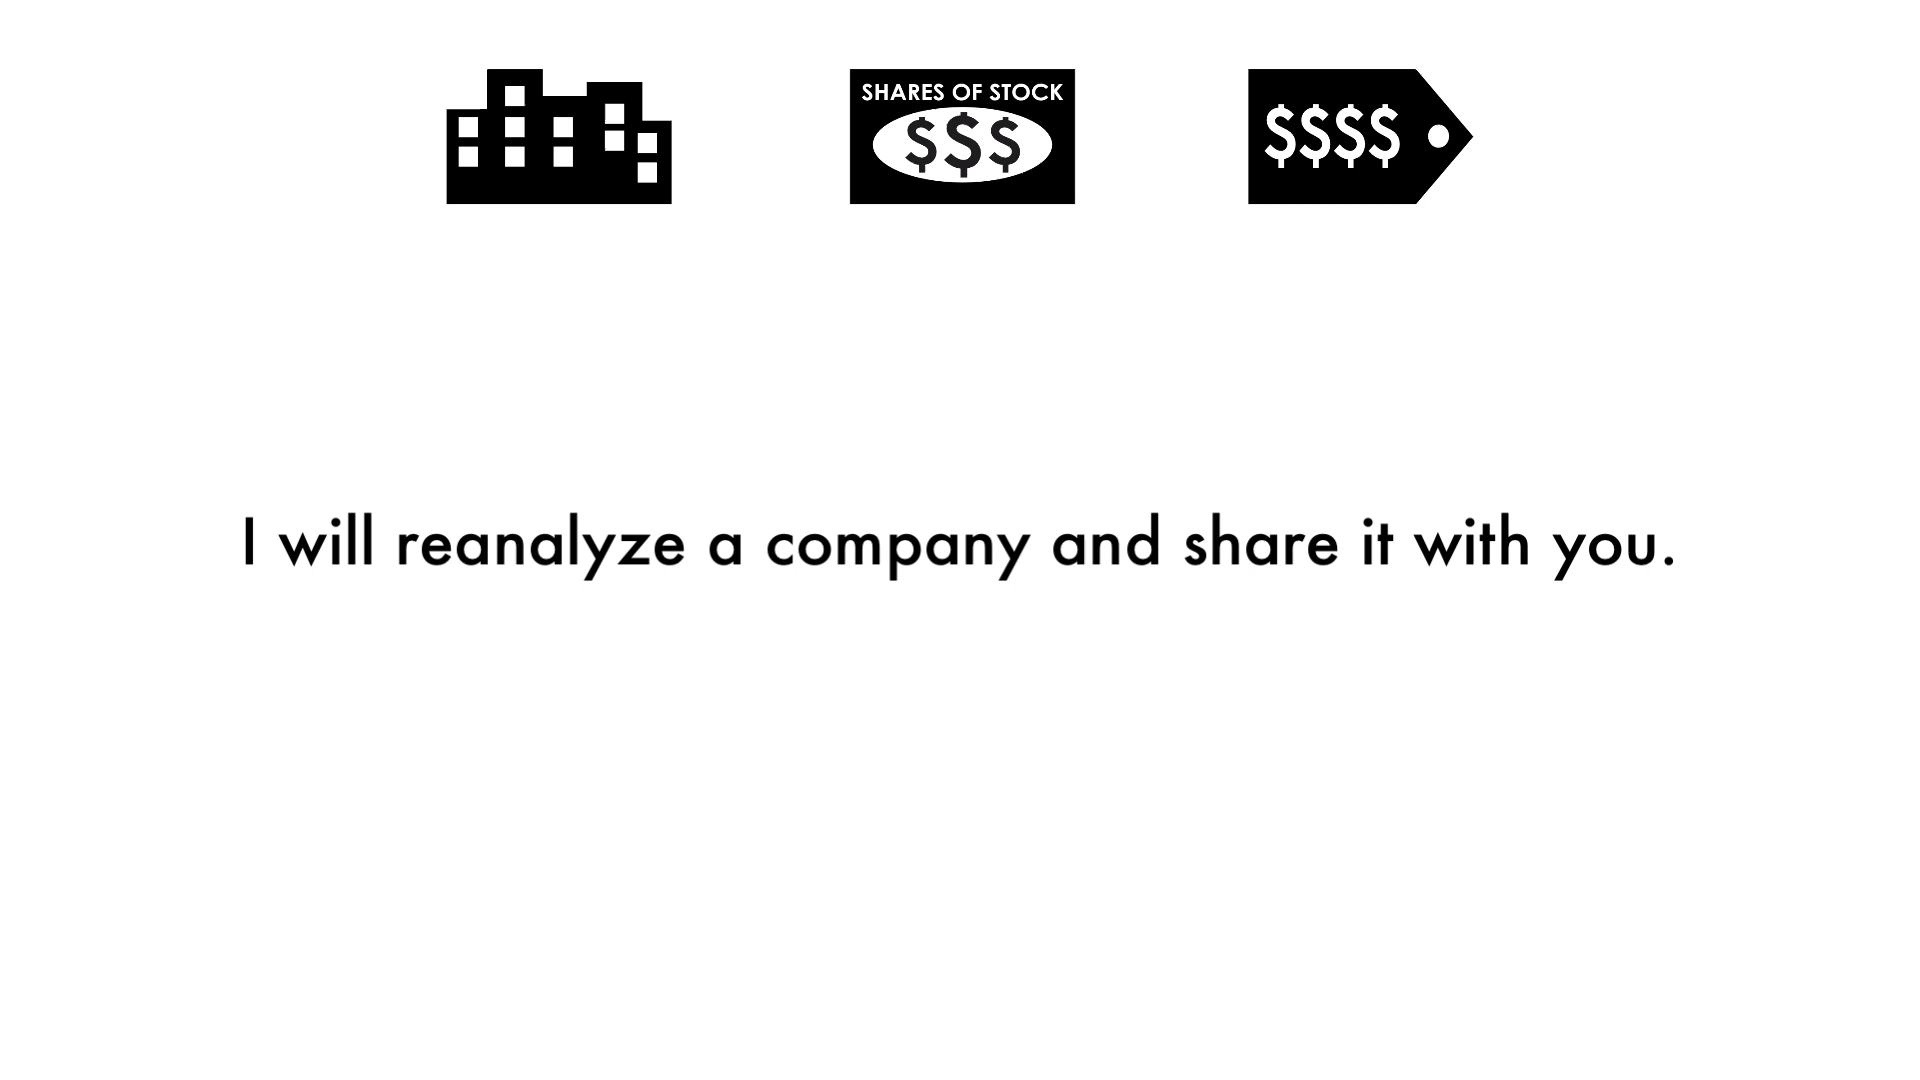 SHARES OF STOCK
$$$
$$$$
I will reanalyze a company and share it with you.